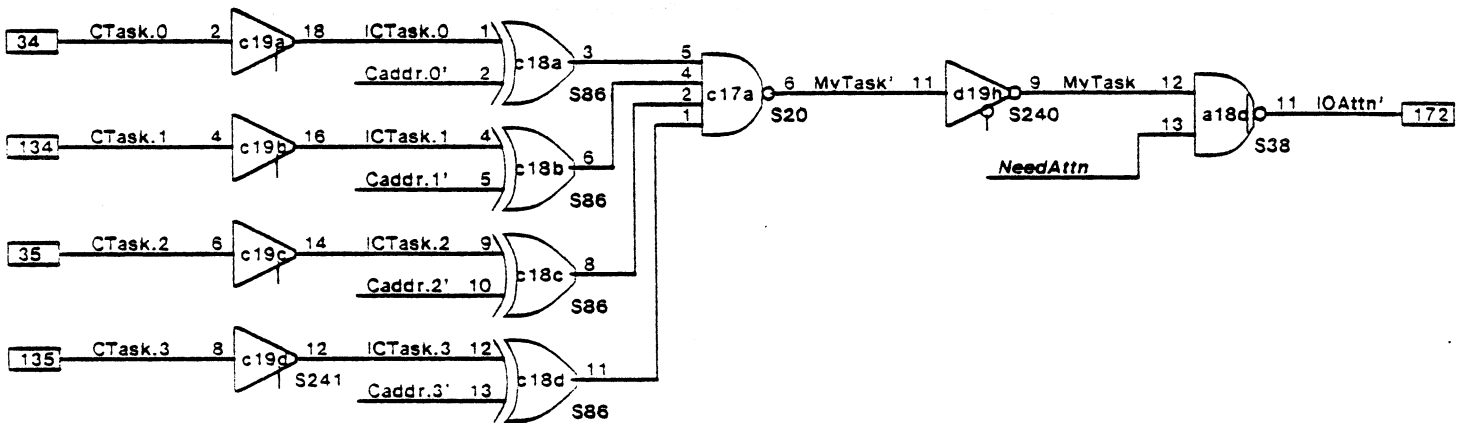 34 CTask.0 2 c19a 18 ICTask.0 1 c18a 3 5
Caddr.0' 2 S86 4 c17a 6 MyTask' 11 d19h 9 MyTask 12 a18d 11 IOAttn' 172
2 S20 S240 13 S38
1 NeedAttn
134 CTask.1 4 c19b 16 ICTask.1 4 c18b 6
Caddr.1' 5 S86
35 CTask.2 6 c19c 14 ICTask.2 9 c18c 8
Caddr.2' 10 S86
135 CTask.3 8 c19d 12 ICTask.3 12 c18d 11
S241 Caddr.3' 13 S86